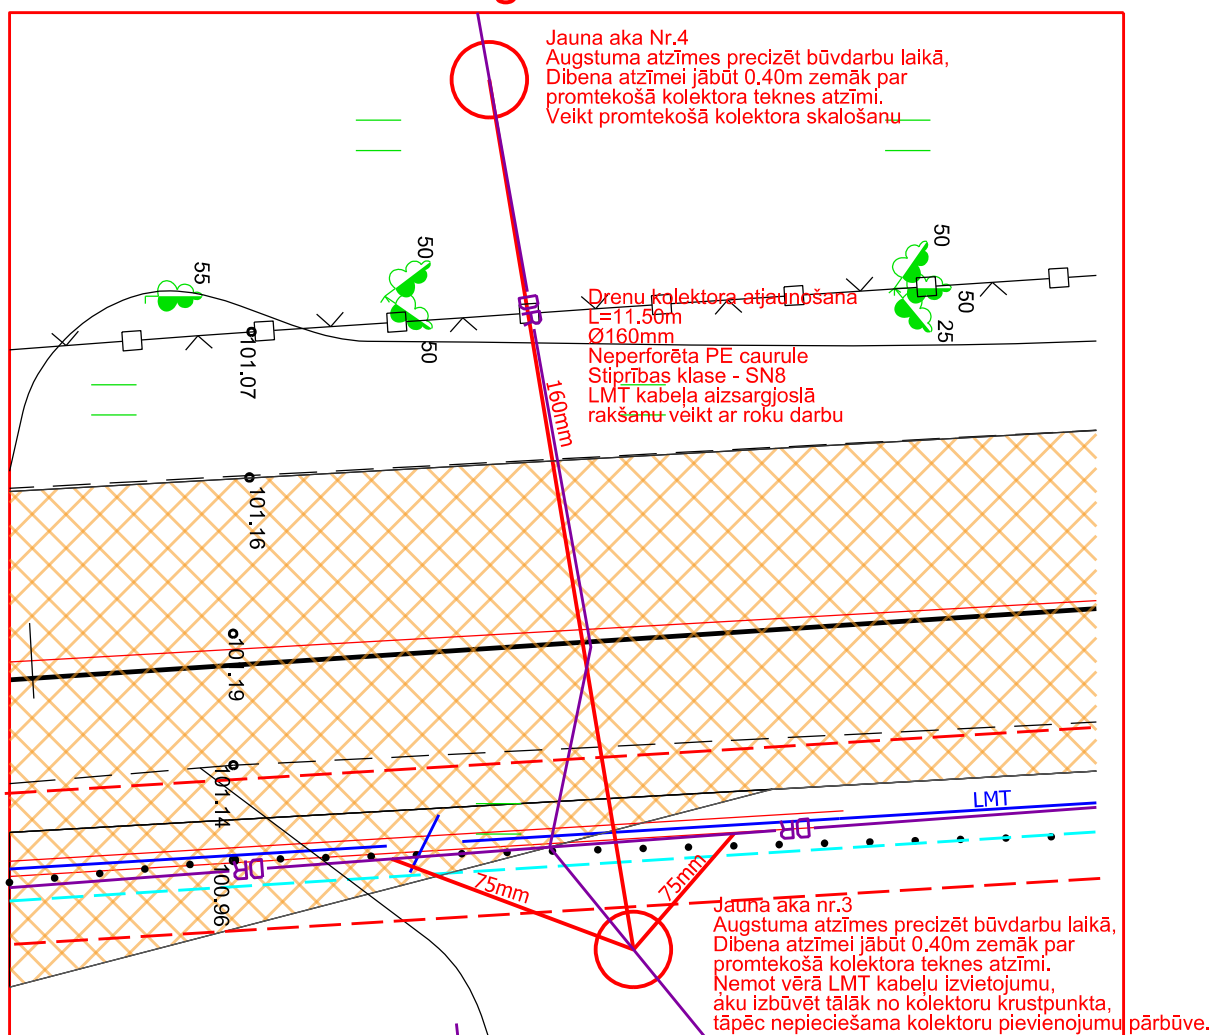 Jauna aka Nr.4
Augstuma atzīmes precizēt būvdarbu laikā,
Dibena atzīmei jābūt 0.40m zemāk par
promtekošā kolektora teknes atzīmi.
Veikt promtekošā kolektora skalošanu
50
50
55
50
50
25
DR
Drenu kolektora atjaunošana
L=11.50m
Ø160mm
Neperforēta PE caurule
Stiprības klase - SN8
LMT kabeļa aizsargjoslā
rakšanu veikt ar roku darbu
101.07
160mm
101.16
101.19
101.14
LMT
DR
DR
100.96
75mm
75mm
Jauna aka nr.3
Augstuma atzīmes precizēt būvdarbu laikā,
Dibena atzīmei jābūt 0.40m zemāk par
promtekošā kolektora teknes atzīmi.
Ņemot vērā LMT kabeļu izvietojumu,
aku izbūvēt tālāk no kolektoru krustpunkta,
tāpēc nepieciešama kolektoru pievienojumu pārbūve.